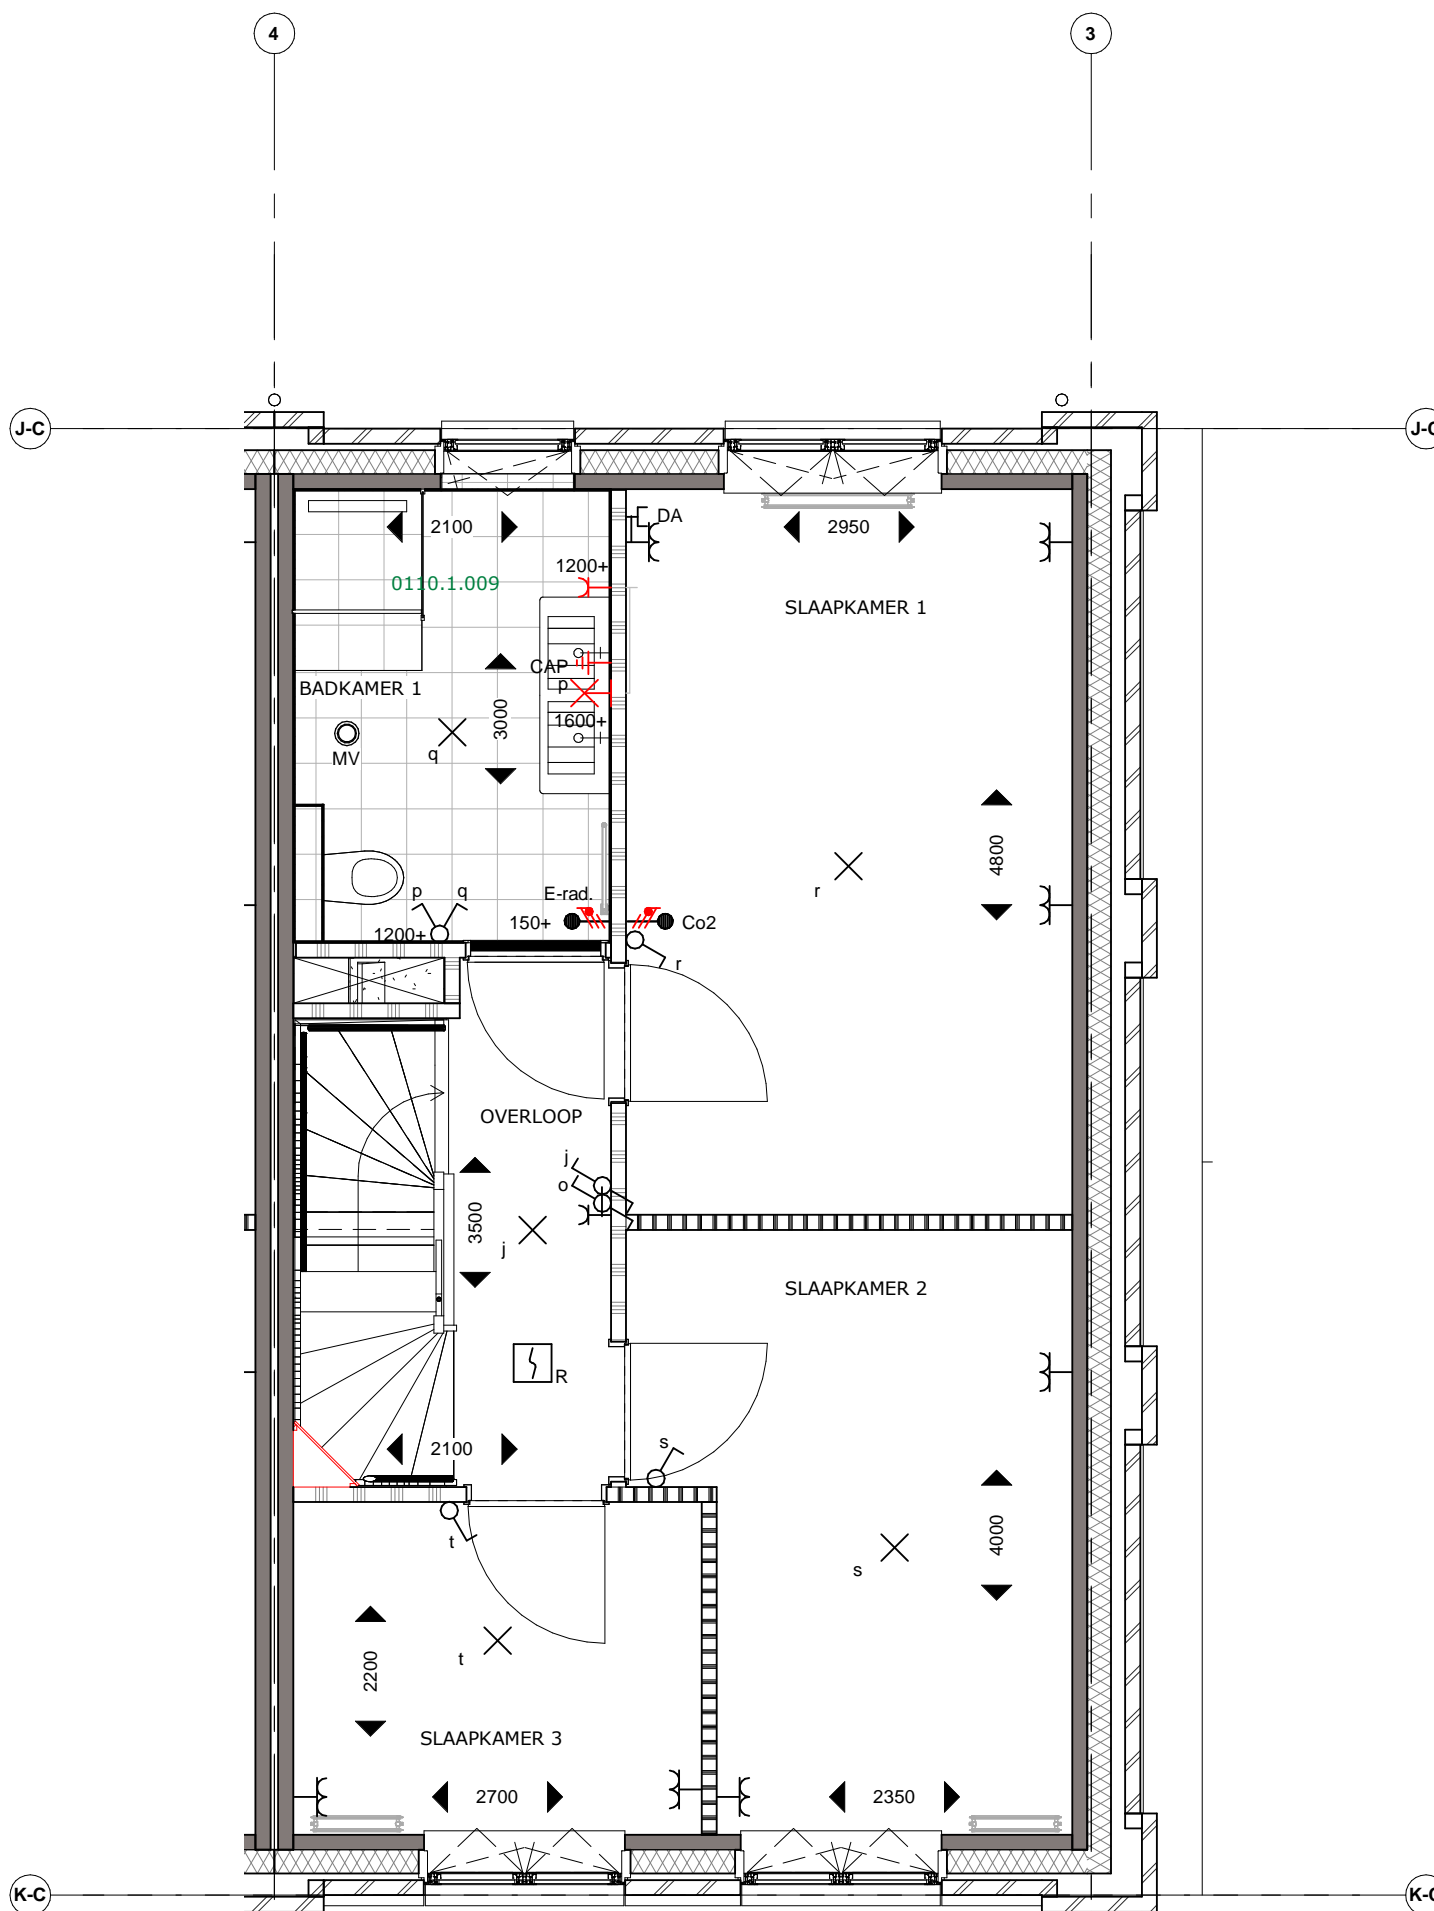 4
3
J-C
J-C
2100
DA
2950
1200+
0110.1.009
SLAAPKAMER 1
CAP
p
BADKAMER 1
3000
1600+
q
MV
4800
r
p
q
E-rad.
150+
Co2
1200+
r
OVERLOOP
j
o
3500
j
SLAAPKAMER 2
R
s
2100
t
4000
s
t
2200
SLAAPKAMER 3
2700
2350
K-C
K-C